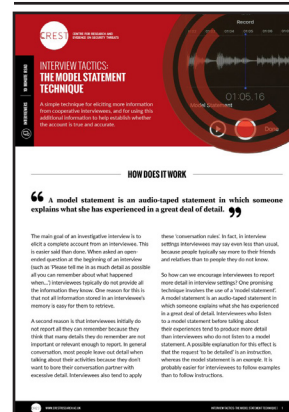 Record
CREST
CENTRE FOR RESEARCH AND
EVIDENCE ON SECURITY THREATS
INTERVIEW TACTICS:
THE MODEL STATEMENT
TECHNIQUE
A simple technique for eliciting more information
from cooperative interviewees, and for using this
additional information to help establish whether
the account is true and accurate.
01:05.16
Model Statement
Done
HOW DOES IT WORK
“ A model statement is an audio-taped statement in which someone
explains what she has experienced in a great deal of detail. ”
The main goal of an investigative interview is to
elicit a complete account from an interviewee. This
is easier said than done. When asked an open-
ended question at the beginning of an interview
(such as 'Please tell me in as much detail as possible
all you can remember about what happened
when...') interviewees typically do not provide all
the information they know. One reason for this is
that not all information stored in an interviewee's
memory is easy for them to retrieve.
A second reason is that interviewees initially do
not report all they can remember because they
think that many details they do remember are not
important or relevant enough to report. In general
conversation, most people leave out detail when
talking about their activities because they don't
want to bore their conversation partner with
excessive detail. Interviewees also tend to apply
these 'conversation rules'. In fact, in interview
settings interviewees may say even less than usual,
because people typically say more to their friends
and relatives than to people they do not know.
So how can we encourage interviewees to report
more detail in interview settings? One promising
technique involves the use of a 'model statement'.
A model statement is an audio-taped statement in
which someone explains what she has experienced
in a great deal of detail. Interviewees who listen
to a model statement before talking about
their experiences tend to produce more detail
than interviewees who do not listen to a model
statement. A possible explanation for this effect is
that the request 'to be detailed' is an instruction,
whereas the model statement is an example. It is
probably easier for interviewees to follow examples
than to follow instructions.